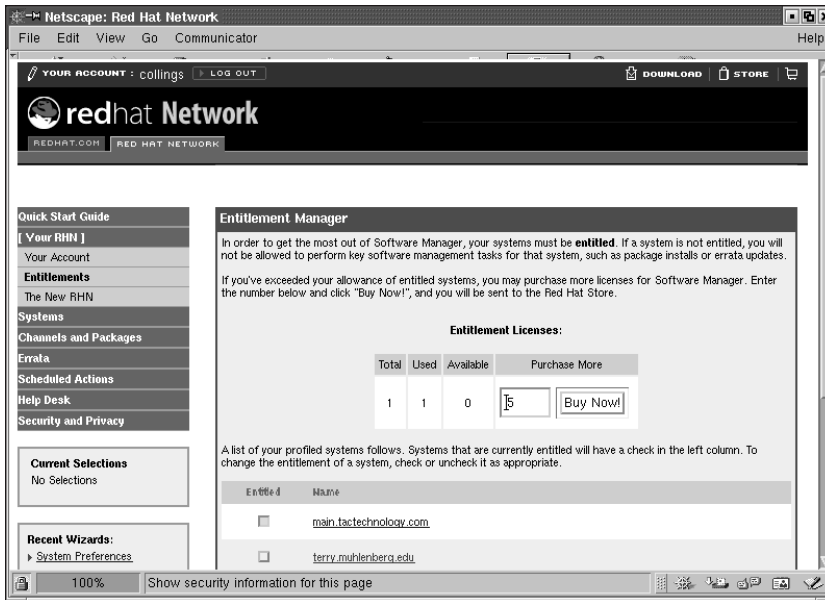 Netscape: Red Hat Network
File Edit View Go Communicator Help
YOUR ACCOUNT : collings LOG OUT DOWNLOAD STORE
redhat Network
REDHAT.COM RED HAT NETWORK
Quick Start Guide
[ Your RHN ]
Your Account
Entitlements
The New RHN
Systems
Channels and Packages
Errata
Scheduled Actions
Help Desk
Security and Privacy
Current Selections
No Selections
Recent Wizards:
System Preferences
Entitlement Manager
In order to get the most out of Software Manager, your systems must be entitled. If a system is not entitled, you will
not be allowed to perform key software management tasks for that system, such as package installs or errata updates.
If you've exceeded your allowance of entitled systems, you may purchase more licenses for Software Manager. Enter
the number below and click "Buy Now!", and you will be sent to the Red Hat Store.
Entitlement Licenses:
Total Used Available Purchase More
1 1 0 5 Buy Now!
A list of your profiled systems follows. Systems that are currently entitled will have a check in the left column. To
change the entitlement of a system, check or uncheck it as appropriate.
Entitled Name
main.tactechnology.com
terry.muhlenberg.edu
100% Show security information for this page